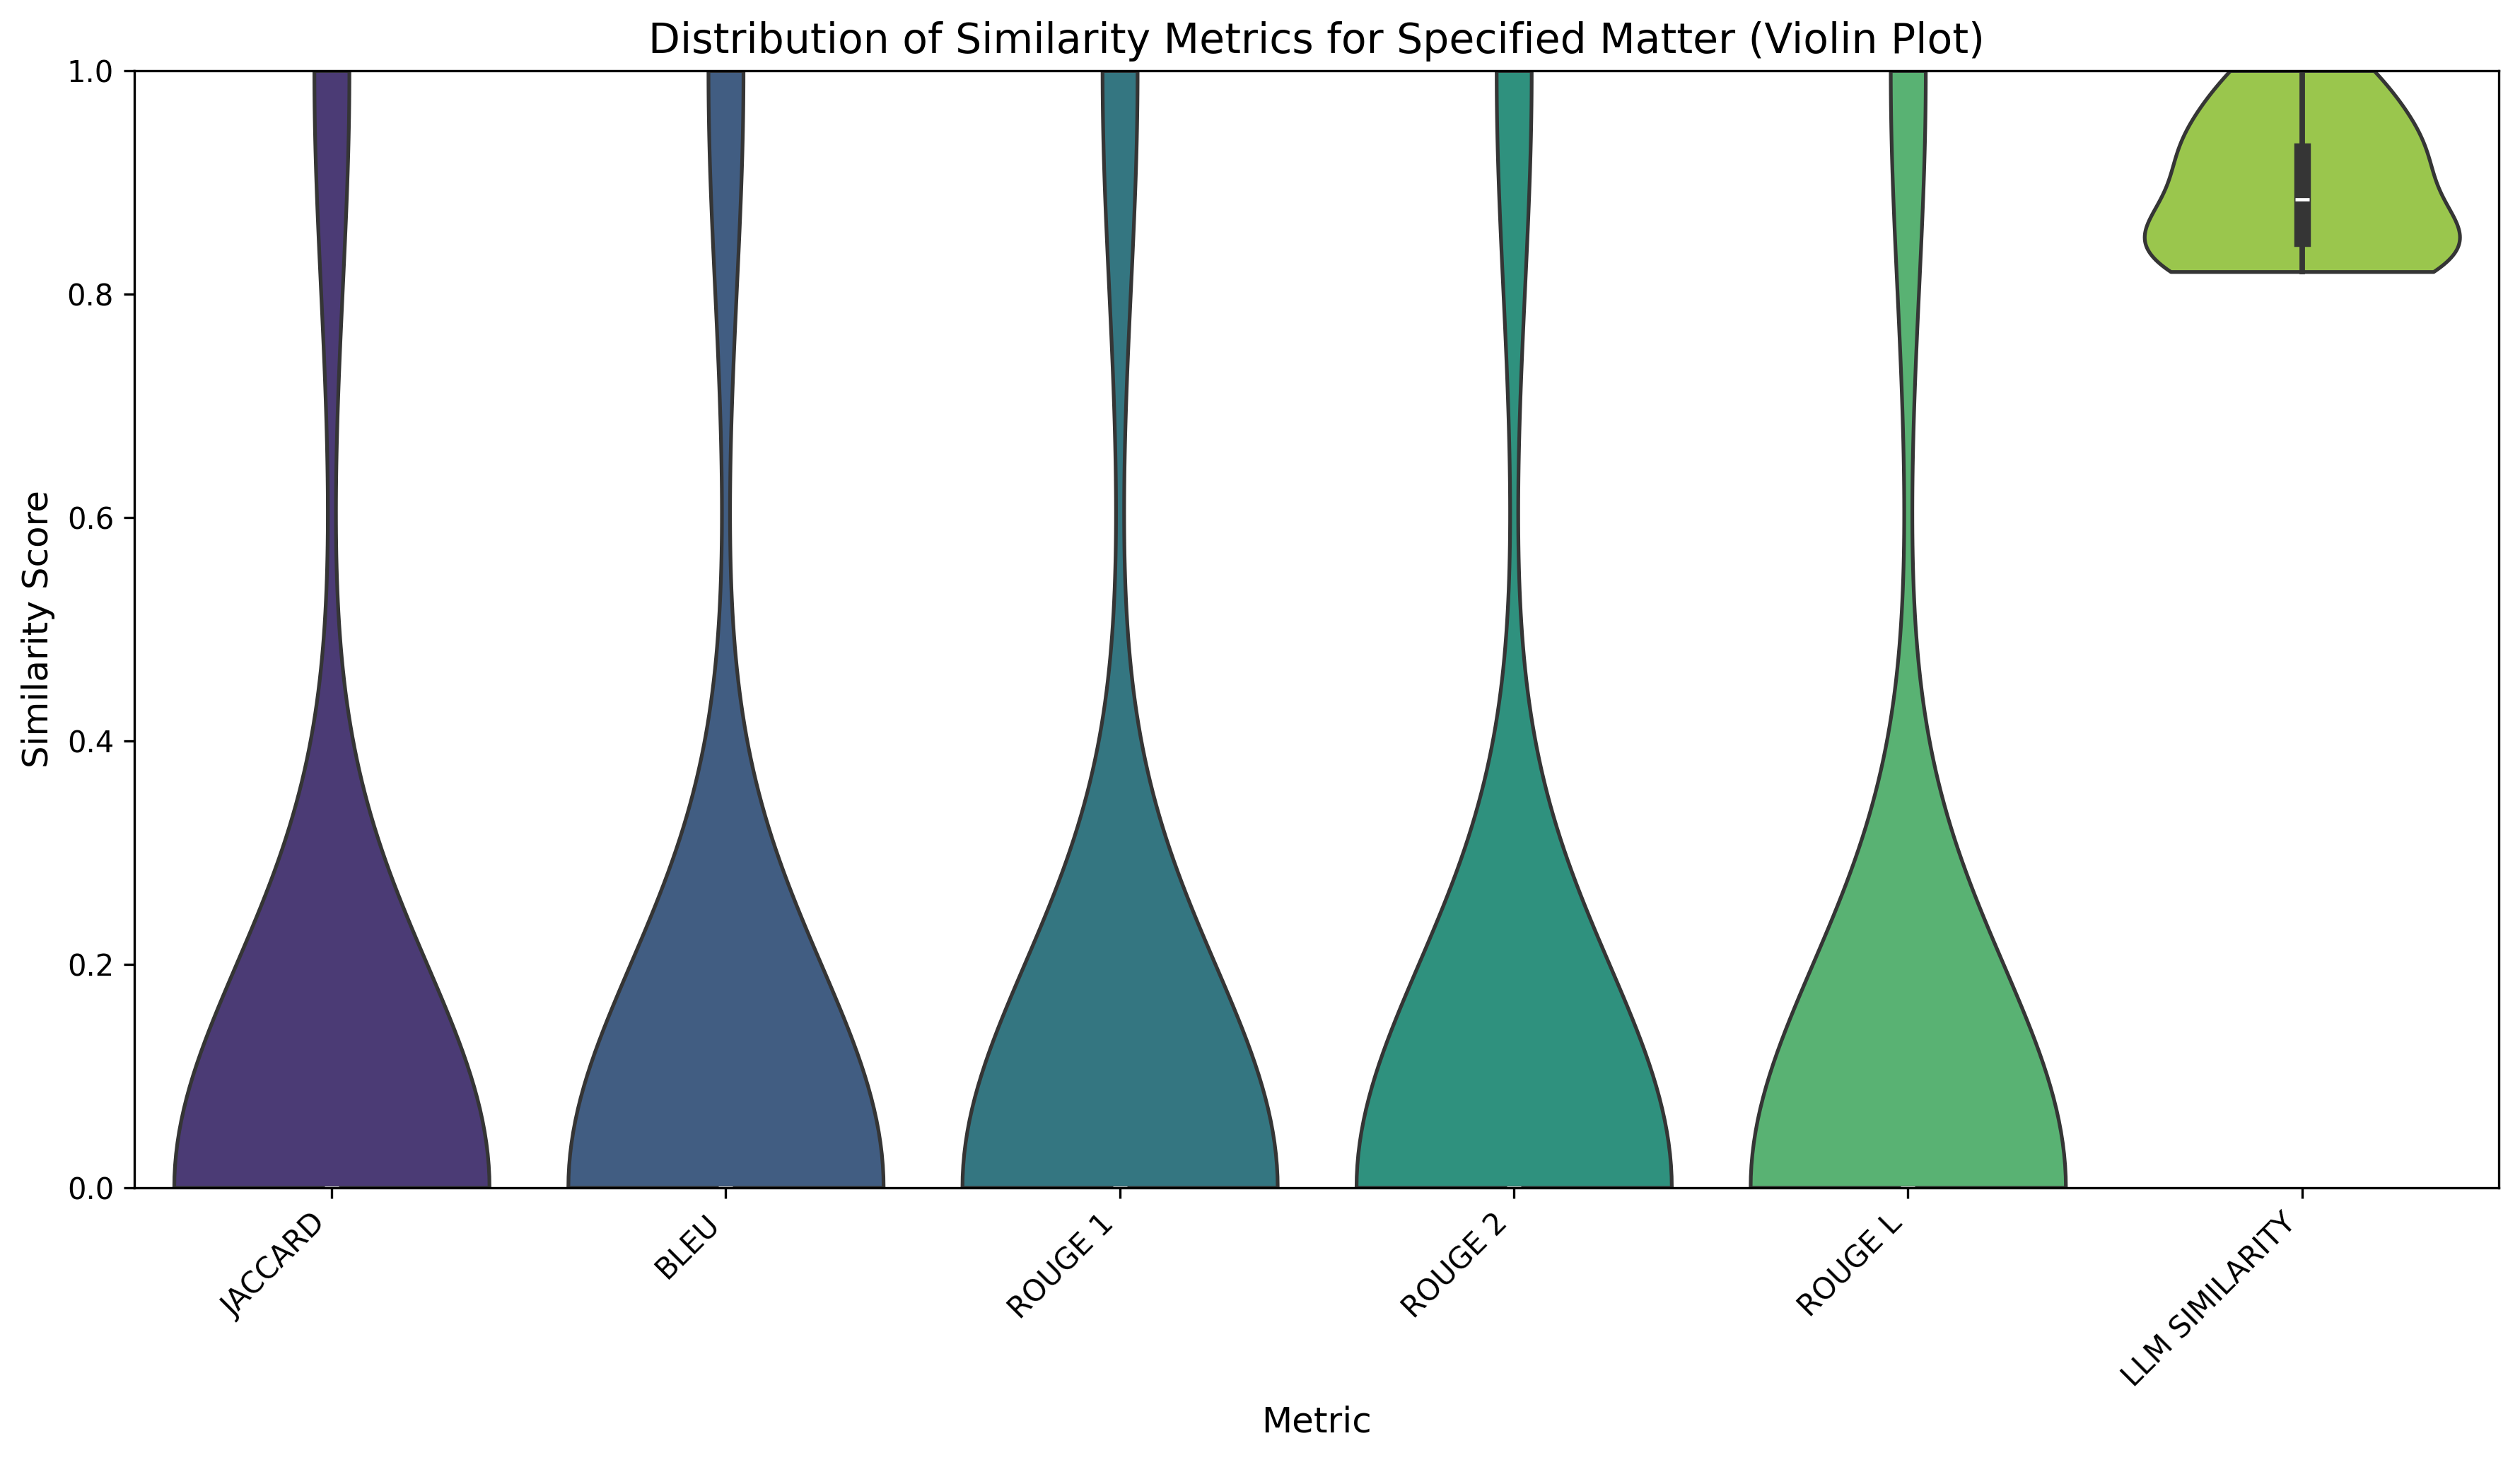 Distribution of Similarity Metrics for Specified Matter (Violin Plot)
1.0
0.8
0.6
0.4
0.2
0.0
Similarity Score
JACCARD
BLEU
ROUGE 1
ROUGE 2
ROUGE L
LLM SIMILARITY
Metric